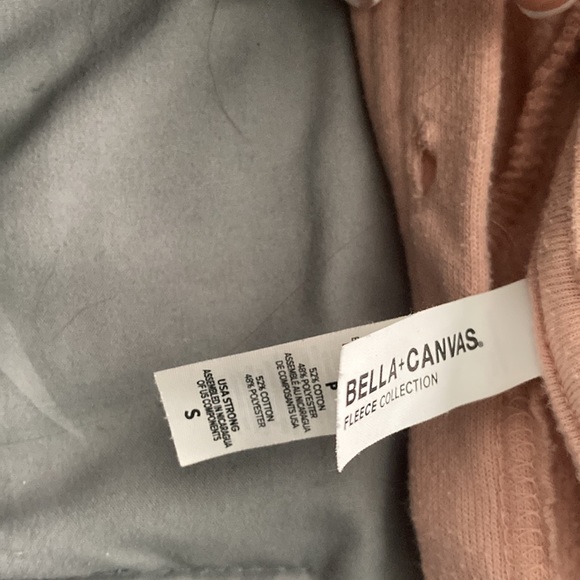 BELLA+CANVAS.
FLEECE COLLECTION
P
52% COTTON
48% POLYESTER
ASSEMBLÉ AU NICARAGUA
DE COMPOSANTS USA
52% COTTON
48% POLYESTER
USA STRONG
ASSEMBLED IN NICARAGUA
OF US COMPONENTS
S